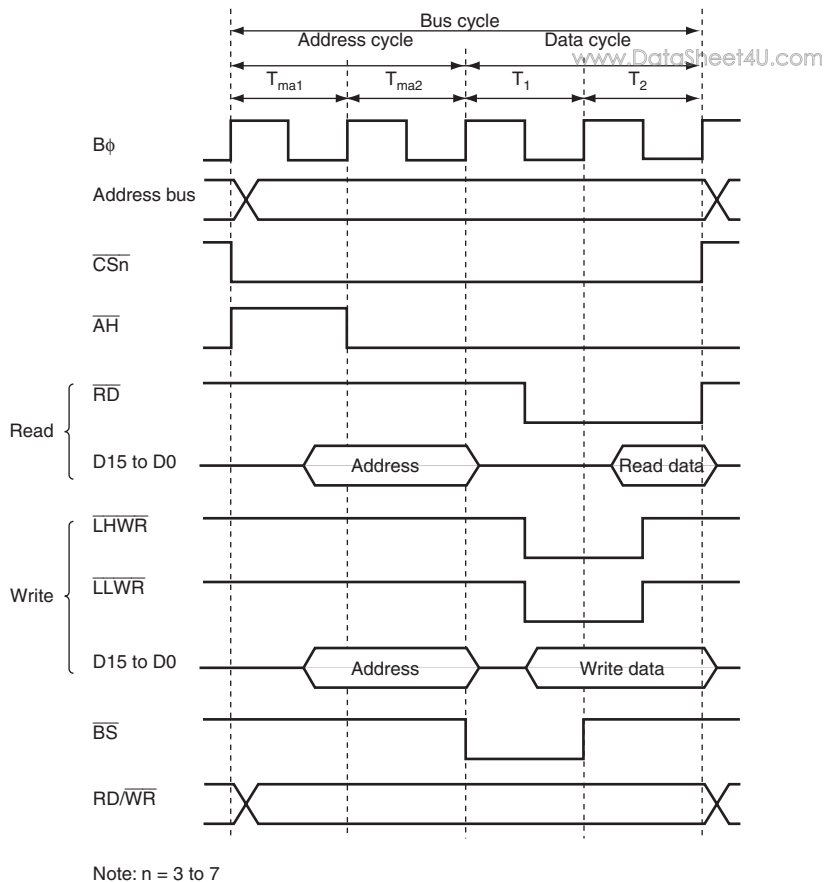 Bus cycle
Address cycle
Data cycle
www.DataSheet4U.com
Tma1
Tma2
T1
T2
Bφ
Address bus
CSn
AH
Read
RD
D15 to D0
Address
Read data
Write
LHWR
LLWR
D15 to D0
Address
Write data
BS
RD/WR
Note: n = 3 to 7